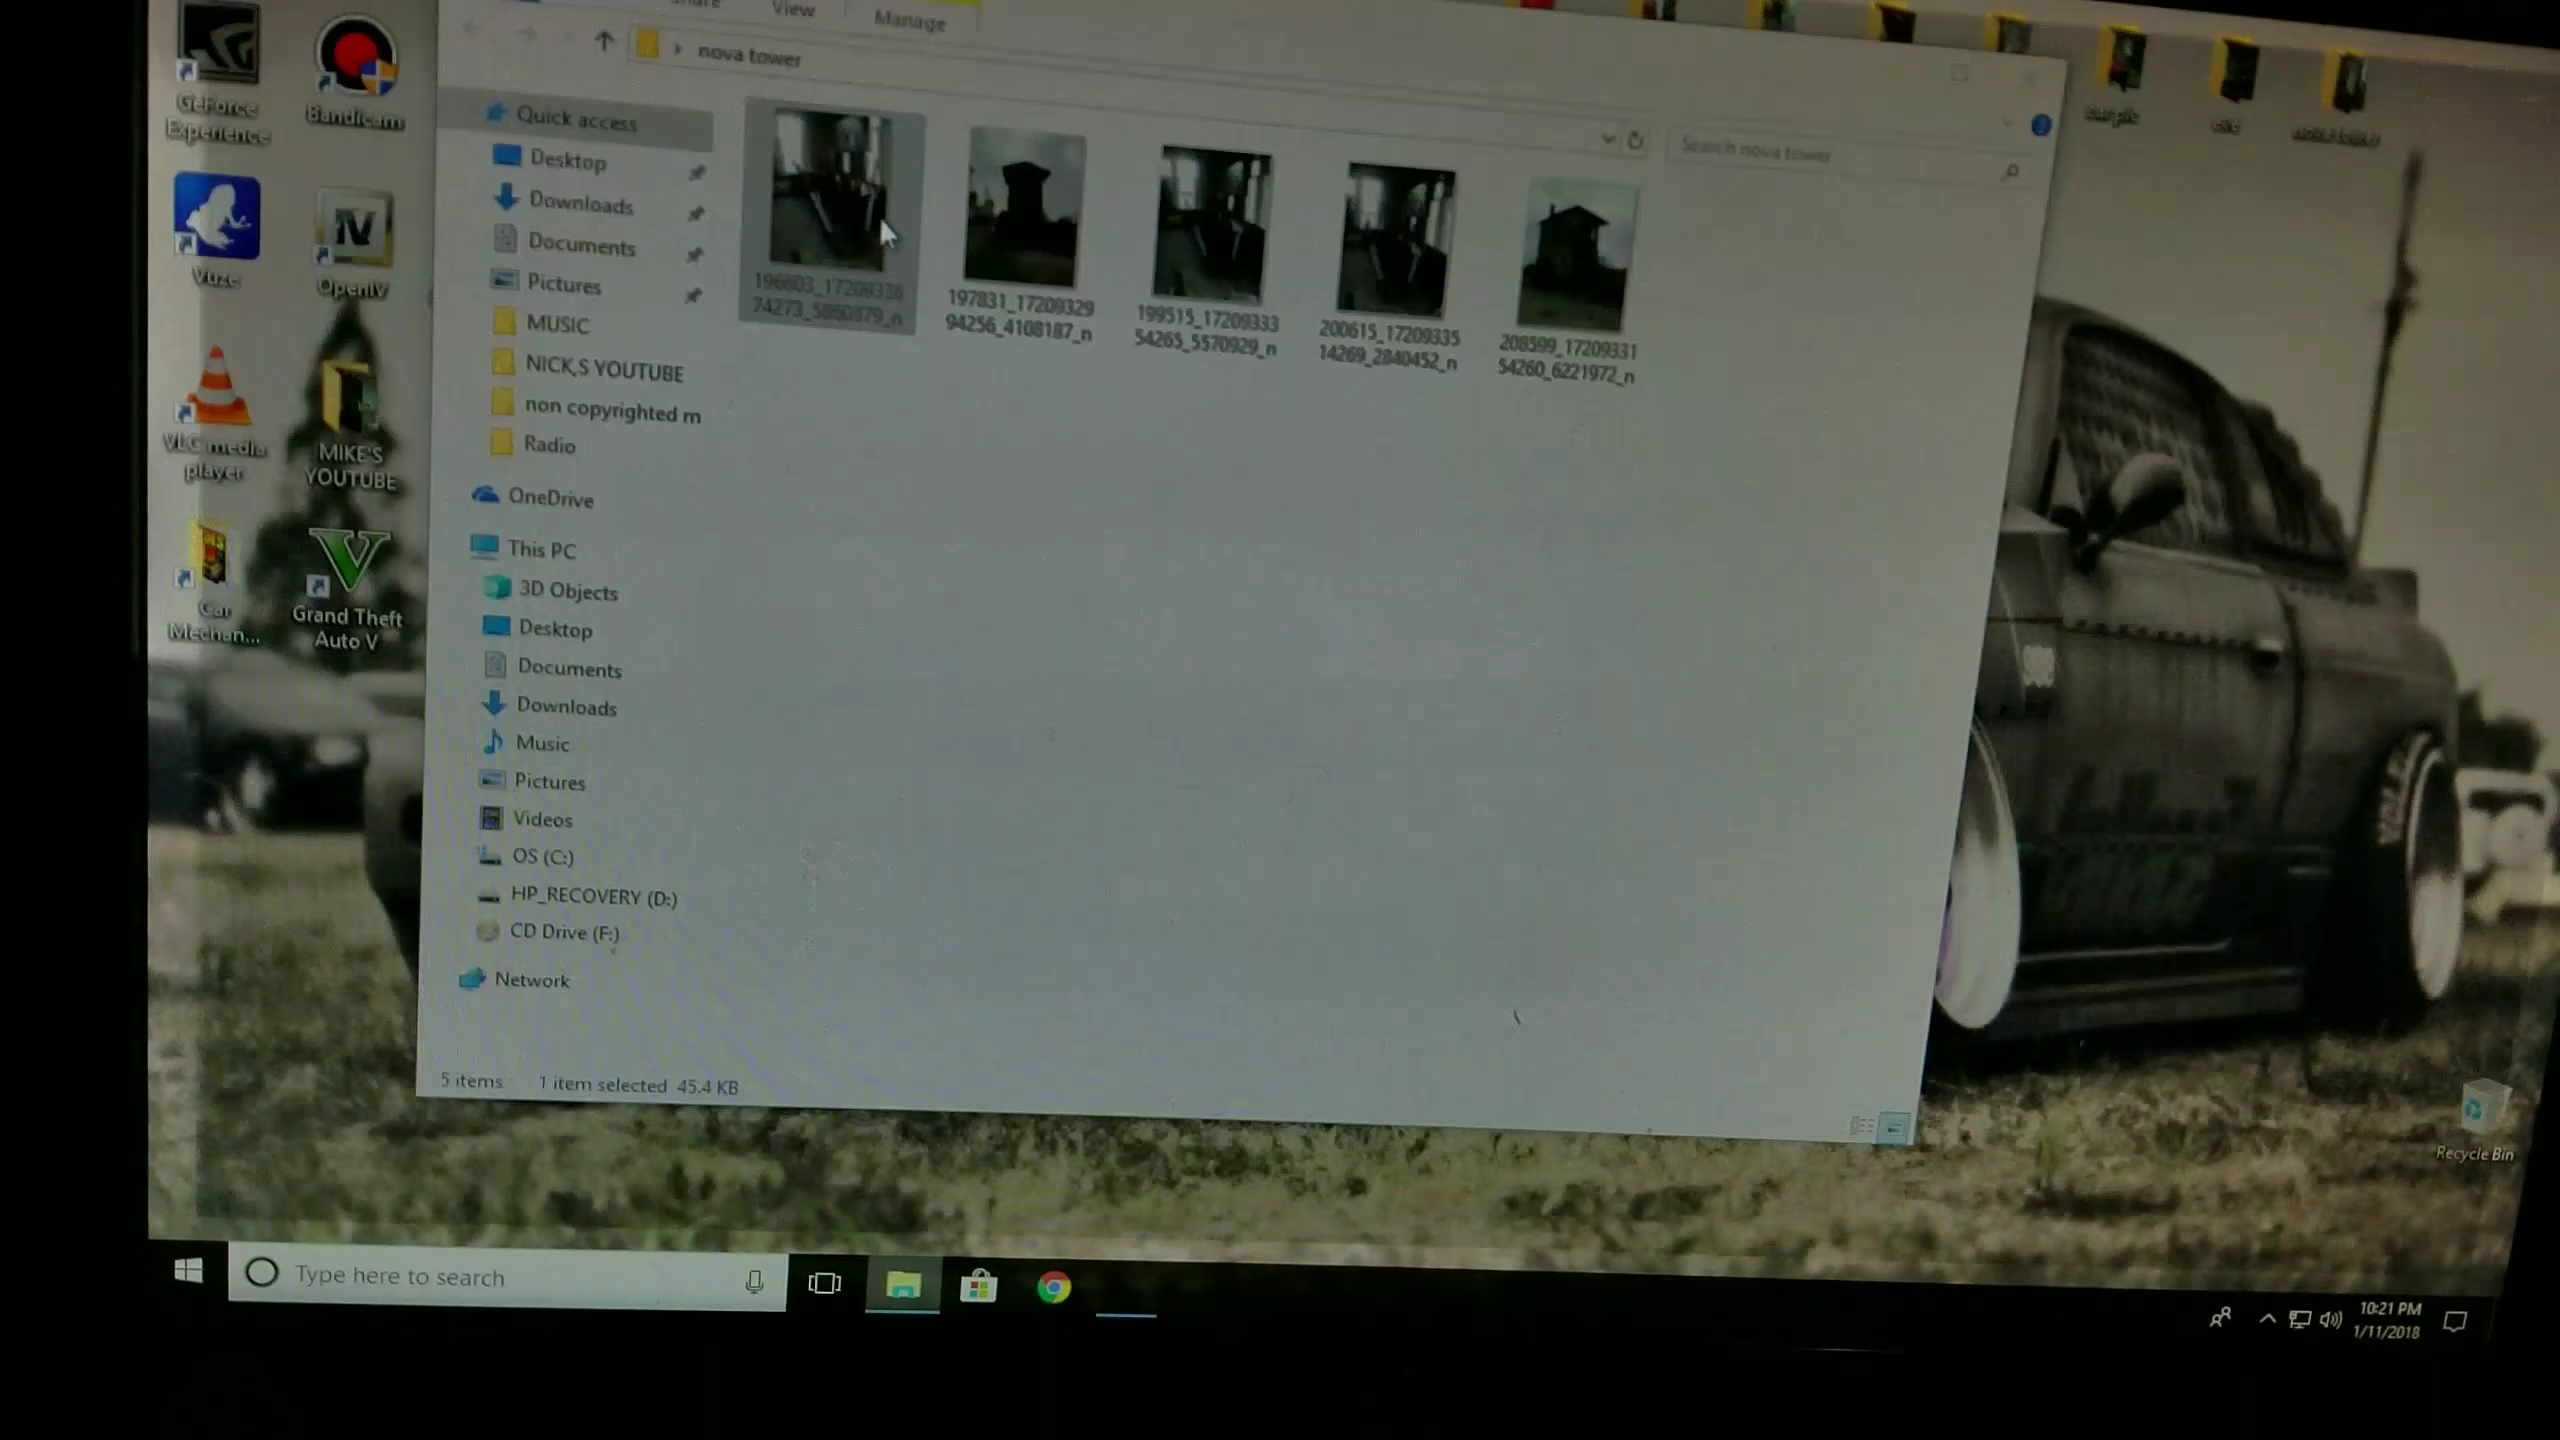 View
Manage
nova tower
Search nova tower
GeForce
Experience
Bandicam
Vuze
OpenIV
VLC media
player
MIKE'S
YOUTUBE
Car
Mechan...
Grand Theft
Auto V
Quick access
Desktop
Downloads
Documents
Pictures
MUSIC
NICK,S YOUTUBE
non copyrighted m
Radio
OneDrive
This PC
3D Objects
Desktop
Documents
Downloads
Music
Pictures
Videos
OS (C:)
HP_RECOVERY (D:)
CD Drive (F:)
Network
196603_17209336
74273_5860879_n
197831_17209329
94256_4108187_n
199515_17209333
54265_5570929_n
200615_17209335
14269_2840452_n
208599_17209331
54260_6221972_n
car pic
nova tower
5 items 1 item selected 45.4 KB
Recycle Bin
Type here to search
10:21 PM
1/11/2018